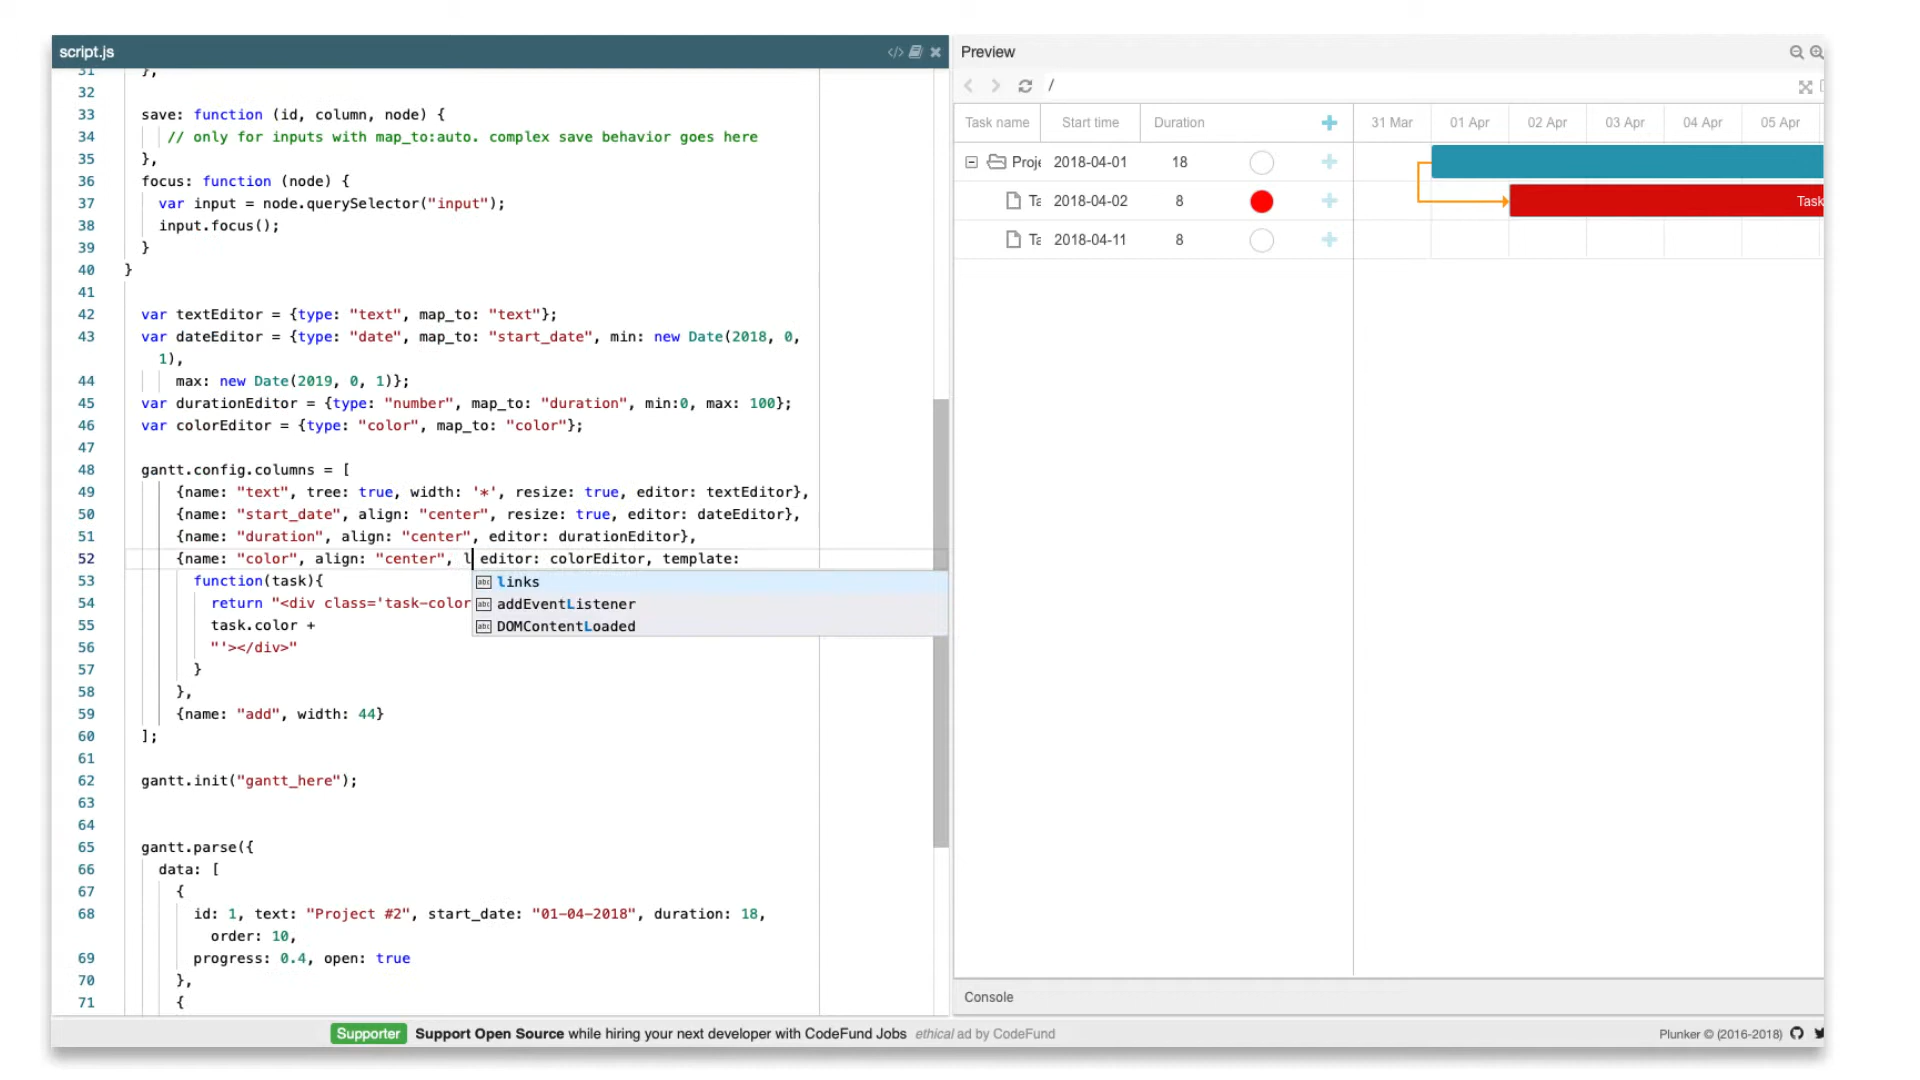 script.js
31 },
32
33 save: function (id, column, node) {
34 // only for inputs with map_to:auto. complex save behavior goes here
35 },
36 focus: function (node) {
37 var input = node.querySelector("input");
38 input.focus();
39 }
40 }
41
42 var textEditor = {type: "text", map_to: "text"};
43 var dateEditor = {type: "date", map_to: "start_date", min: new Date(2018, 0,
1),
44 max: new Date(2019, 0, 1)};
45 var durationEditor = {type: "number", map_to: "duration", min:0, max: 100};
46 var colorEditor = {type: "color", map_to: "color"};
47
48 gantt.config.columns = [
49 {name: "text", tree: true, width: '*', resize: true, editor: textEditor},
50 {name: "start_date", align: "center", resize: true, editor: dateEditor},
51 {name: "duration", align: "center", editor: durationEditor},
52 {name: "color", align: "center", l editor: colorEditor, template:
53 function(task){
54 return "<div class='task-color
55 task.color +
56 "'></div>"
57 }
58 },
59 {name: "add", width: 44}
60 ];
61
62 gantt.init("gantt_here");
63
64
65 gantt.parse({
66 data: [
67 {
68 id: 1, text: "Project #2", start_date: "01-04-2018", duration: 18,
order: 10,
69 progress: 0.4, open: true
70 },
71 {
abc links
abc addEventListener
abc DOMContentLoaded
Preview
/
Task name Start time Duration 31 Mar 01 Apr 02 Apr 03 Apr 04 Apr 05 Apr
Proje 2018-04-01 18
Ta 2018-04-02 8 Task
Ta 2018-04-11 8
Console
Supporter Support Open Source while hiring your next developer with CodeFund Jobs ethical ad by CodeFund
Plunker © (2016-2018)